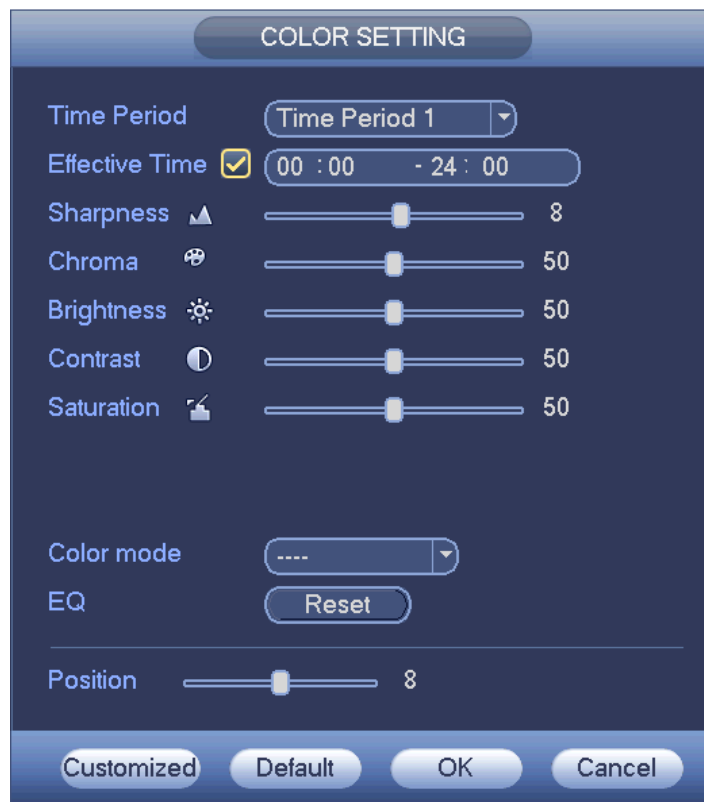 COLOR SETTING
Time Period Time Period 1
Effective Time 00 :00 - 24 : 00
Sharpness 8
Chroma 50
Brightness 50
Contrast 50
Saturation 50
Color mode ----
EQ Reset
Position 8
Customized Default OK Cancel